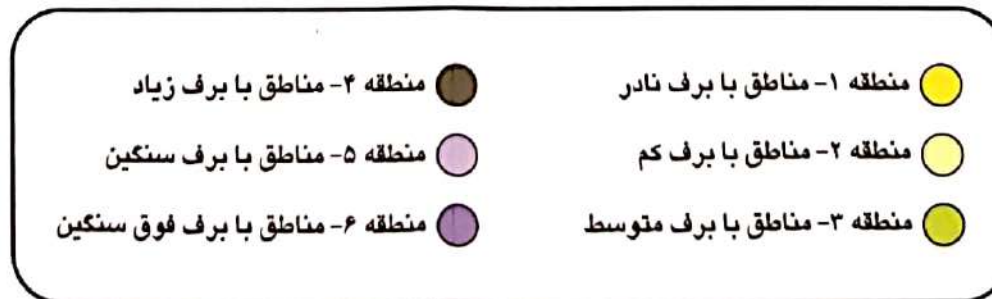 منطقه ۱- مناطق با برف نادر
منطقه ۲- مناطق با برف کم
منطقه ۳- مناطق با برف متوسط
منطقه ۴- مناطق با برف زیاد
منطقه ۵- مناطق با برف سنگین
منطقه ۶- مناطق با برف فوق سنگین